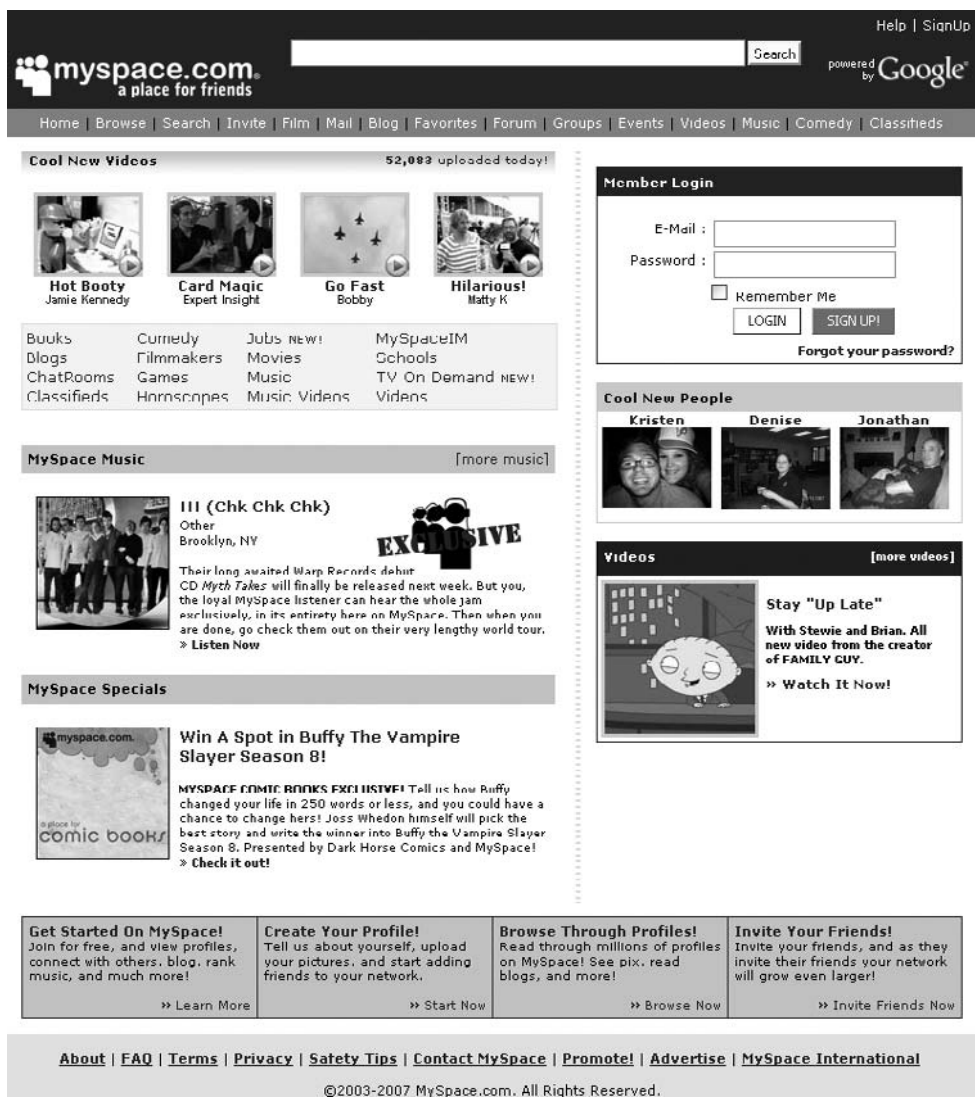 Help | SignUp
Search
powered by Google
myspace.com.
a place for friends
Home | Browse | Search | Invite | Film | Mail | Blog | Favorites | Forum | Groups | Events | Videos | Music | Comedy | Classifieds
Cool New Videos 52,083 uploaded today!
Hot Booty Card Magic Go Fast Hilarious!
Jamie Kennedy Expert Insight Bobby Matty K
Books Comedy Jobs NEW! MySpaceIM
Blogs Filmmakers Movies Schools
ChatRooms Games Music TV On Demand NEW!
Classifieds Horoscopes Music Videos Videos
MySpace Music [more music]
!!! (Chk Chk Chk)
Other
Brooklyn, NY
EXCLUSIVE
Their long awaited Warp Records debut
CD Myth Takes will finally be released next week. But you,
the loyal MySpace listener can hear the whole jam
exclusively, in its entirety here on MySpace. Then when you
are done, go check them out on their very lengthy world tour.
» Listen Now
MySpace Specials
myspace.com.
a place for
comic books
Win A Spot in Buffy The Vampire
Slayer Season 8!
MYSPACE COMIC BOOKS EXCLUSIVE! Tell us how Buffy
changed your life in 250 words or less, and you could have a
chance to change hers! Joss Whedon himself will pick the
best story and write the winner into Buffy the Vampire Slayer
Season 8. Presented by Dark Horse Comics and MySpace!
» Check it out!
Member Login
E-Mail :
Password :
Remember Me
LOGIN SIGN UP!
Forgot your password?
Cool New People
Kristen Denise Jonathan
Videos [more videos]
Stay "Up Late"
With Stewie and Brian. All
new video from the creator
of FAMILY GUY.
» Watch It Now!
Get Started On MySpace!
Join for free, and view profiles,
connect with others, blog, rank
music, and much more!
» Learn More
Create Your Profile!
Tell us about yourself, upload
your pictures, and start adding
friends to your network.
» Start Now
Browse Through Profiles!
Read through millions of profiles
on MySpace! See pix, read
blogs, and more!
» Browse Now
Invite Your Friends!
Invite your friends, and as they
invite their friends your network
will grow even larger!
» Invite Friends Now
About | FAQ | Terms | Privacy | Safety Tips | Contact MySpace | Promote! | Advertise | MySpace International
©2003-2007 MySpace.com. All Rights Reserved.